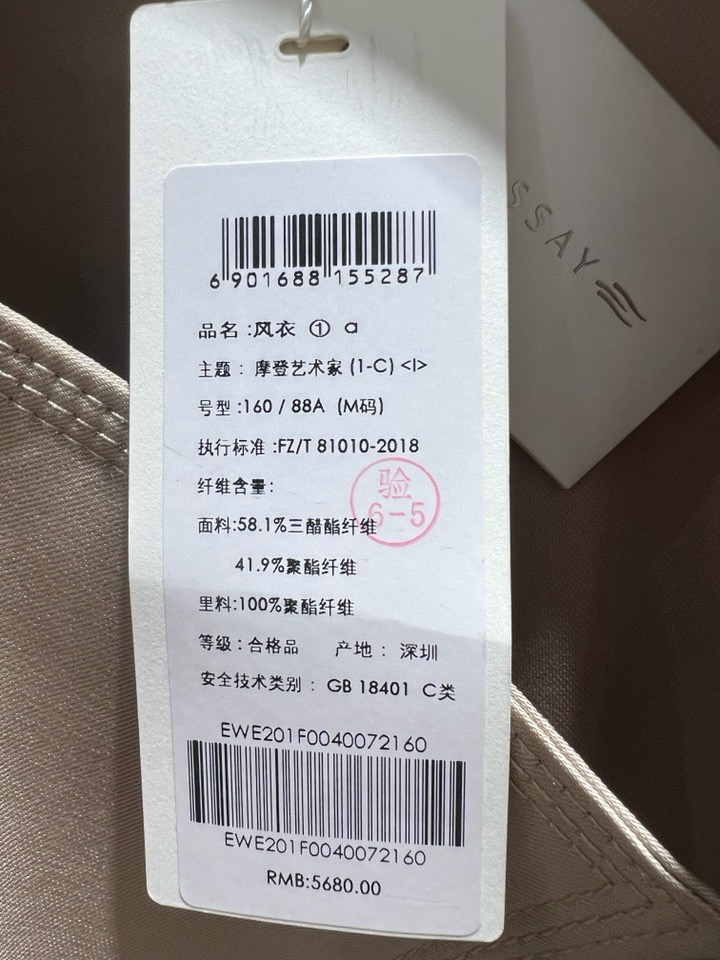 SSAY
6 901688 155287
品名:风衣 ① a
主题: 摩登艺术家 (1-C) <I>
号型:160 / 88A (M码)
执行标准:FZ/T 81010-2018
纤维含量:
验
6-5
面料:58.1%三醋酯纤维
41.9%聚酯纤维
里料:100%聚酯纤维
等级:合格品 产地: 深圳
安全技术类别: GB 18401 C类
EWE201F0040072160
EWE201F0040072160
RMB:5680.00